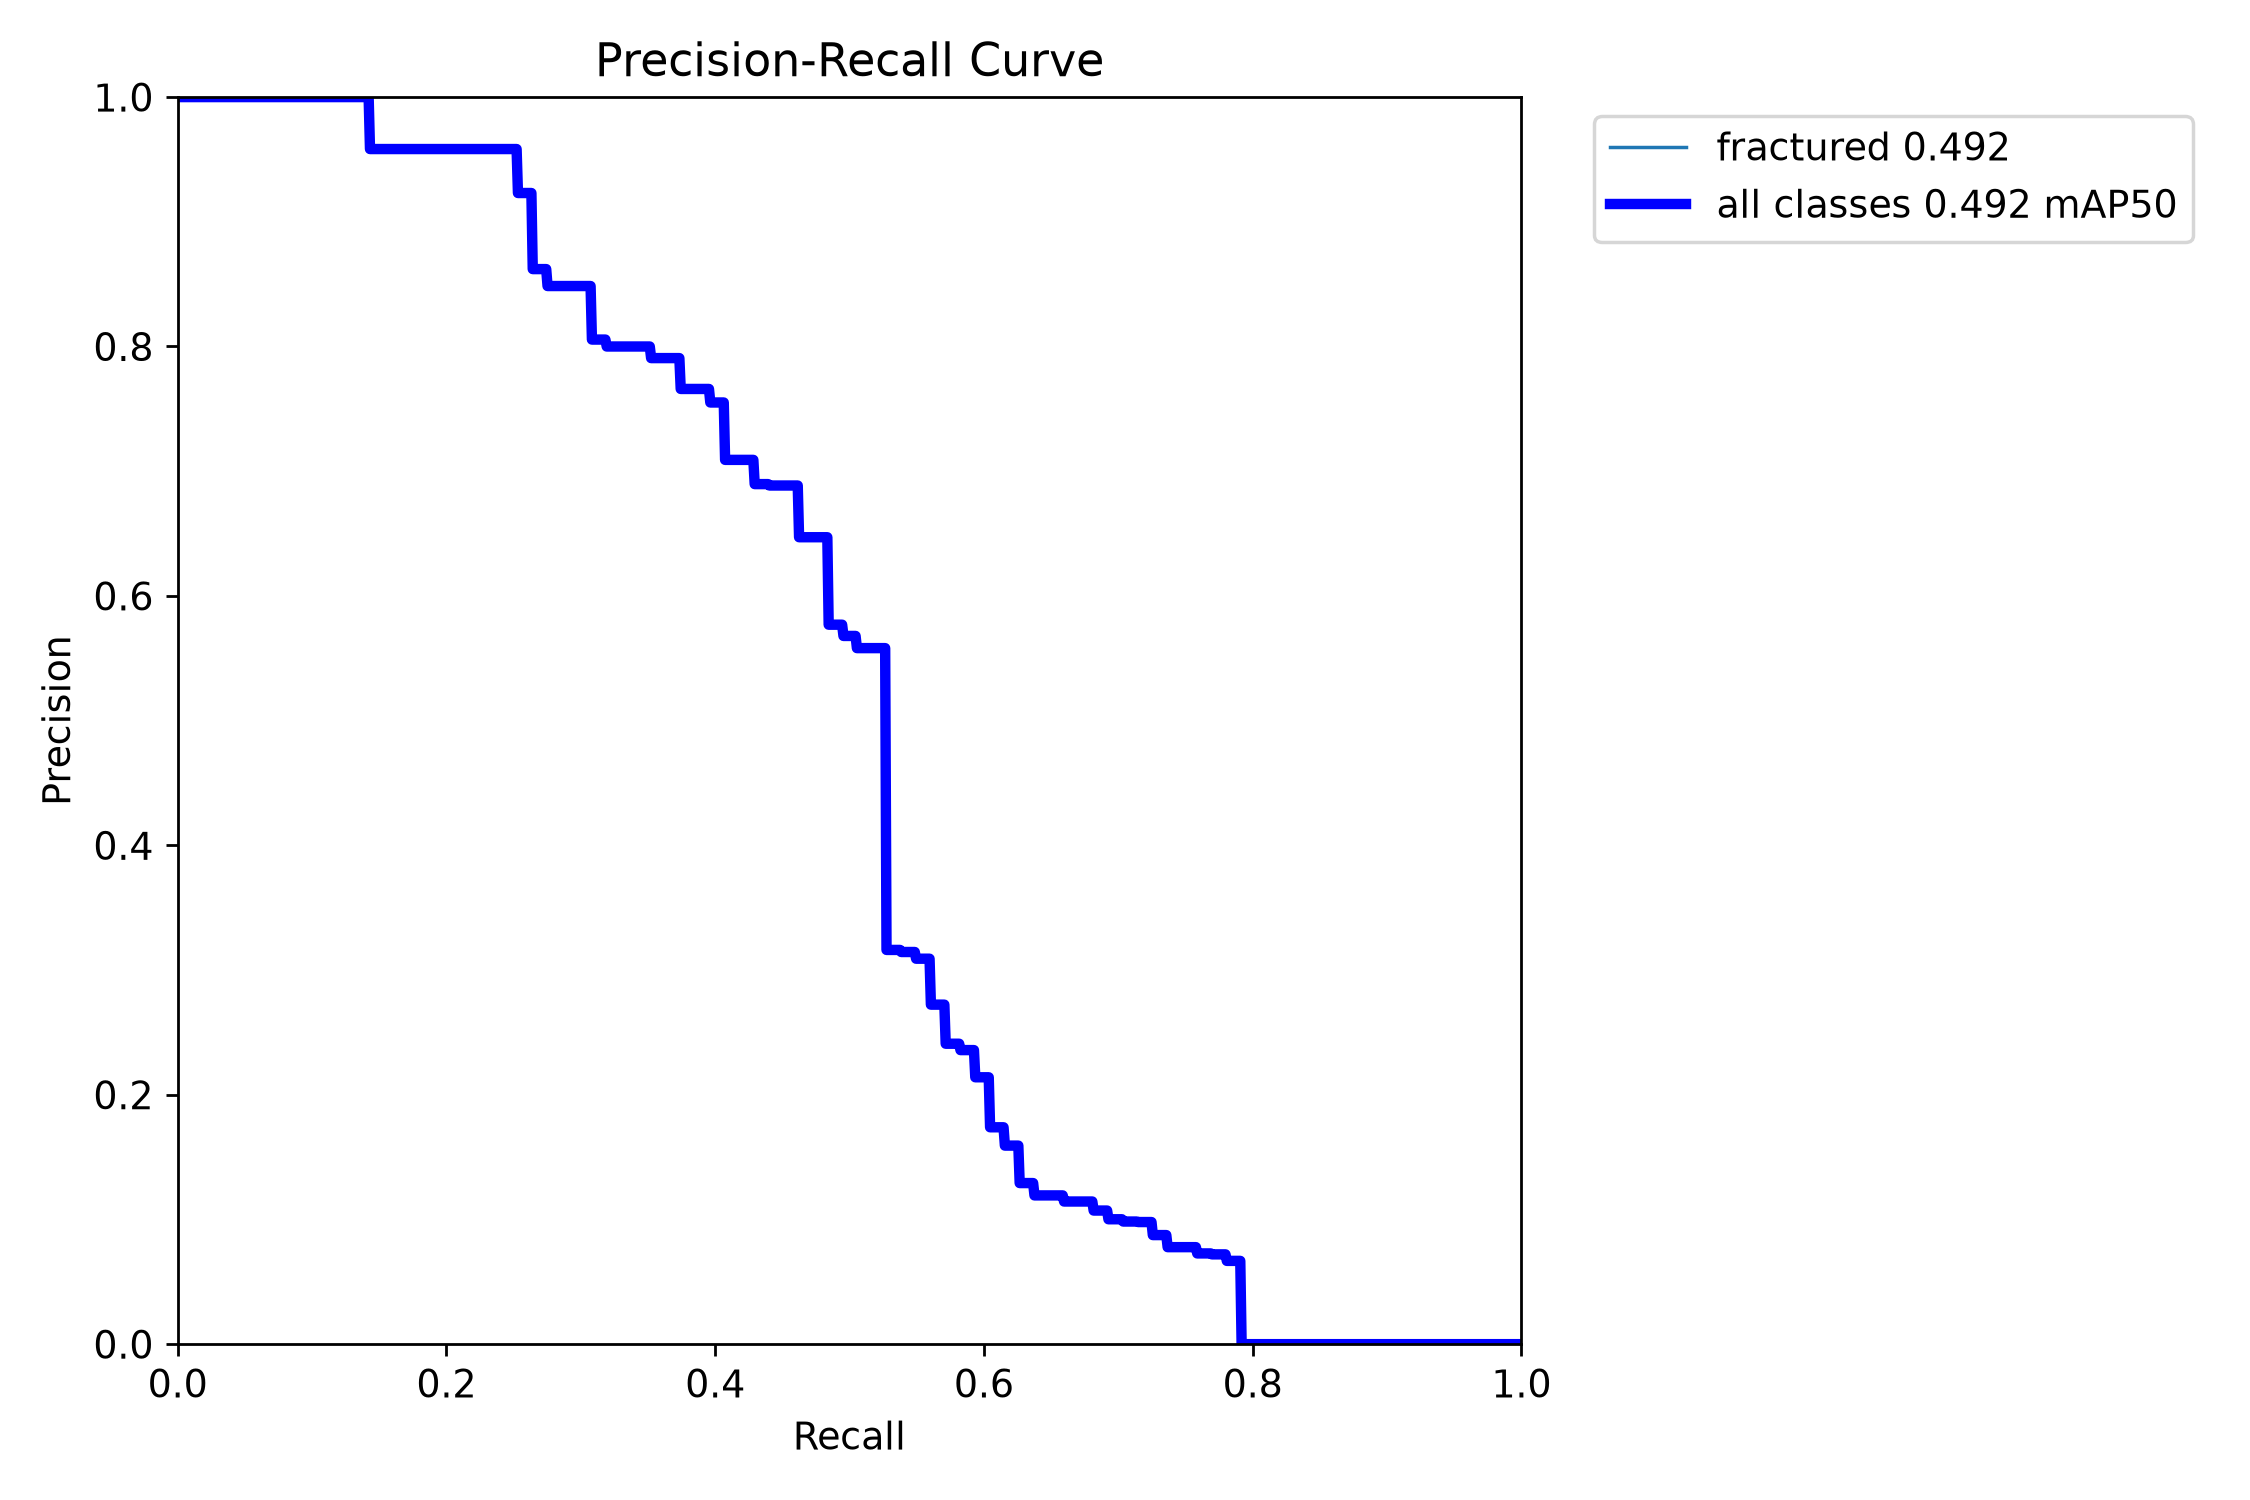 Precision-Recall Curve
1.0
0.8
0.6
0.4
0.2
0.0
Precision
0.0 0.2 0.4 0.6 0.8 1.0
Recall
fractured 0.492
all classes 0.492 mAP50